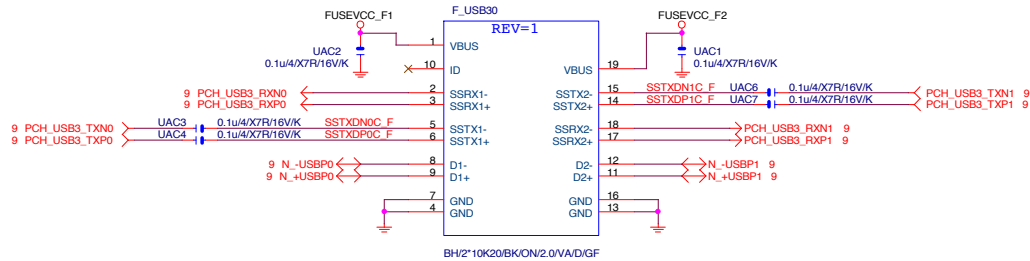 F_USB30
FUSEVCC_F1
FUSEVCC_F2
REV=1
UAC2
0.1u/4/X7R/16V/K
1
VBUS
10
ID
19
VBUS
UAC1
0.1u/4/X7R/16V/K
9 PCH_USB3_RXN0
2
SSRX1-
9 PCH_USB3_RXP0
3
SSRX1+
SSTX2-
15
SSTXDN1C_F
UAC6
0.1u/4/X7R/16V/K
PCH_USB3_TXN1 9
SSTX2+
14
SSTXDP1C_F
UAC7
0.1u/4/X7R/16V/K
PCH_USB3_TXP1 9
9 PCH_USB3_TXN0
UAC3
0.1u/4/X7R/16V/K
SSTXDN0C_F
5
SSTX1-
9 PCH_USB3_TXP0
UAC4
0.1u/4/X7R/16V/K
SSTXDP0C_F
6
SSTX1+
SSRX2-
18
PCH_USB3_RXN1 9
SSRX2+
17
PCH_USB3_RXP1 9
9 N_-USBP0
8
D1-
9 N_+USBP0
9
D1+
D2-
12
N_-USBP1 9
D2+
11
N_+USBP1 9
7
GND
4
GND
GND
16
GND
13
BH/2*10K20/BK/ON/2.0/VA/D/GF